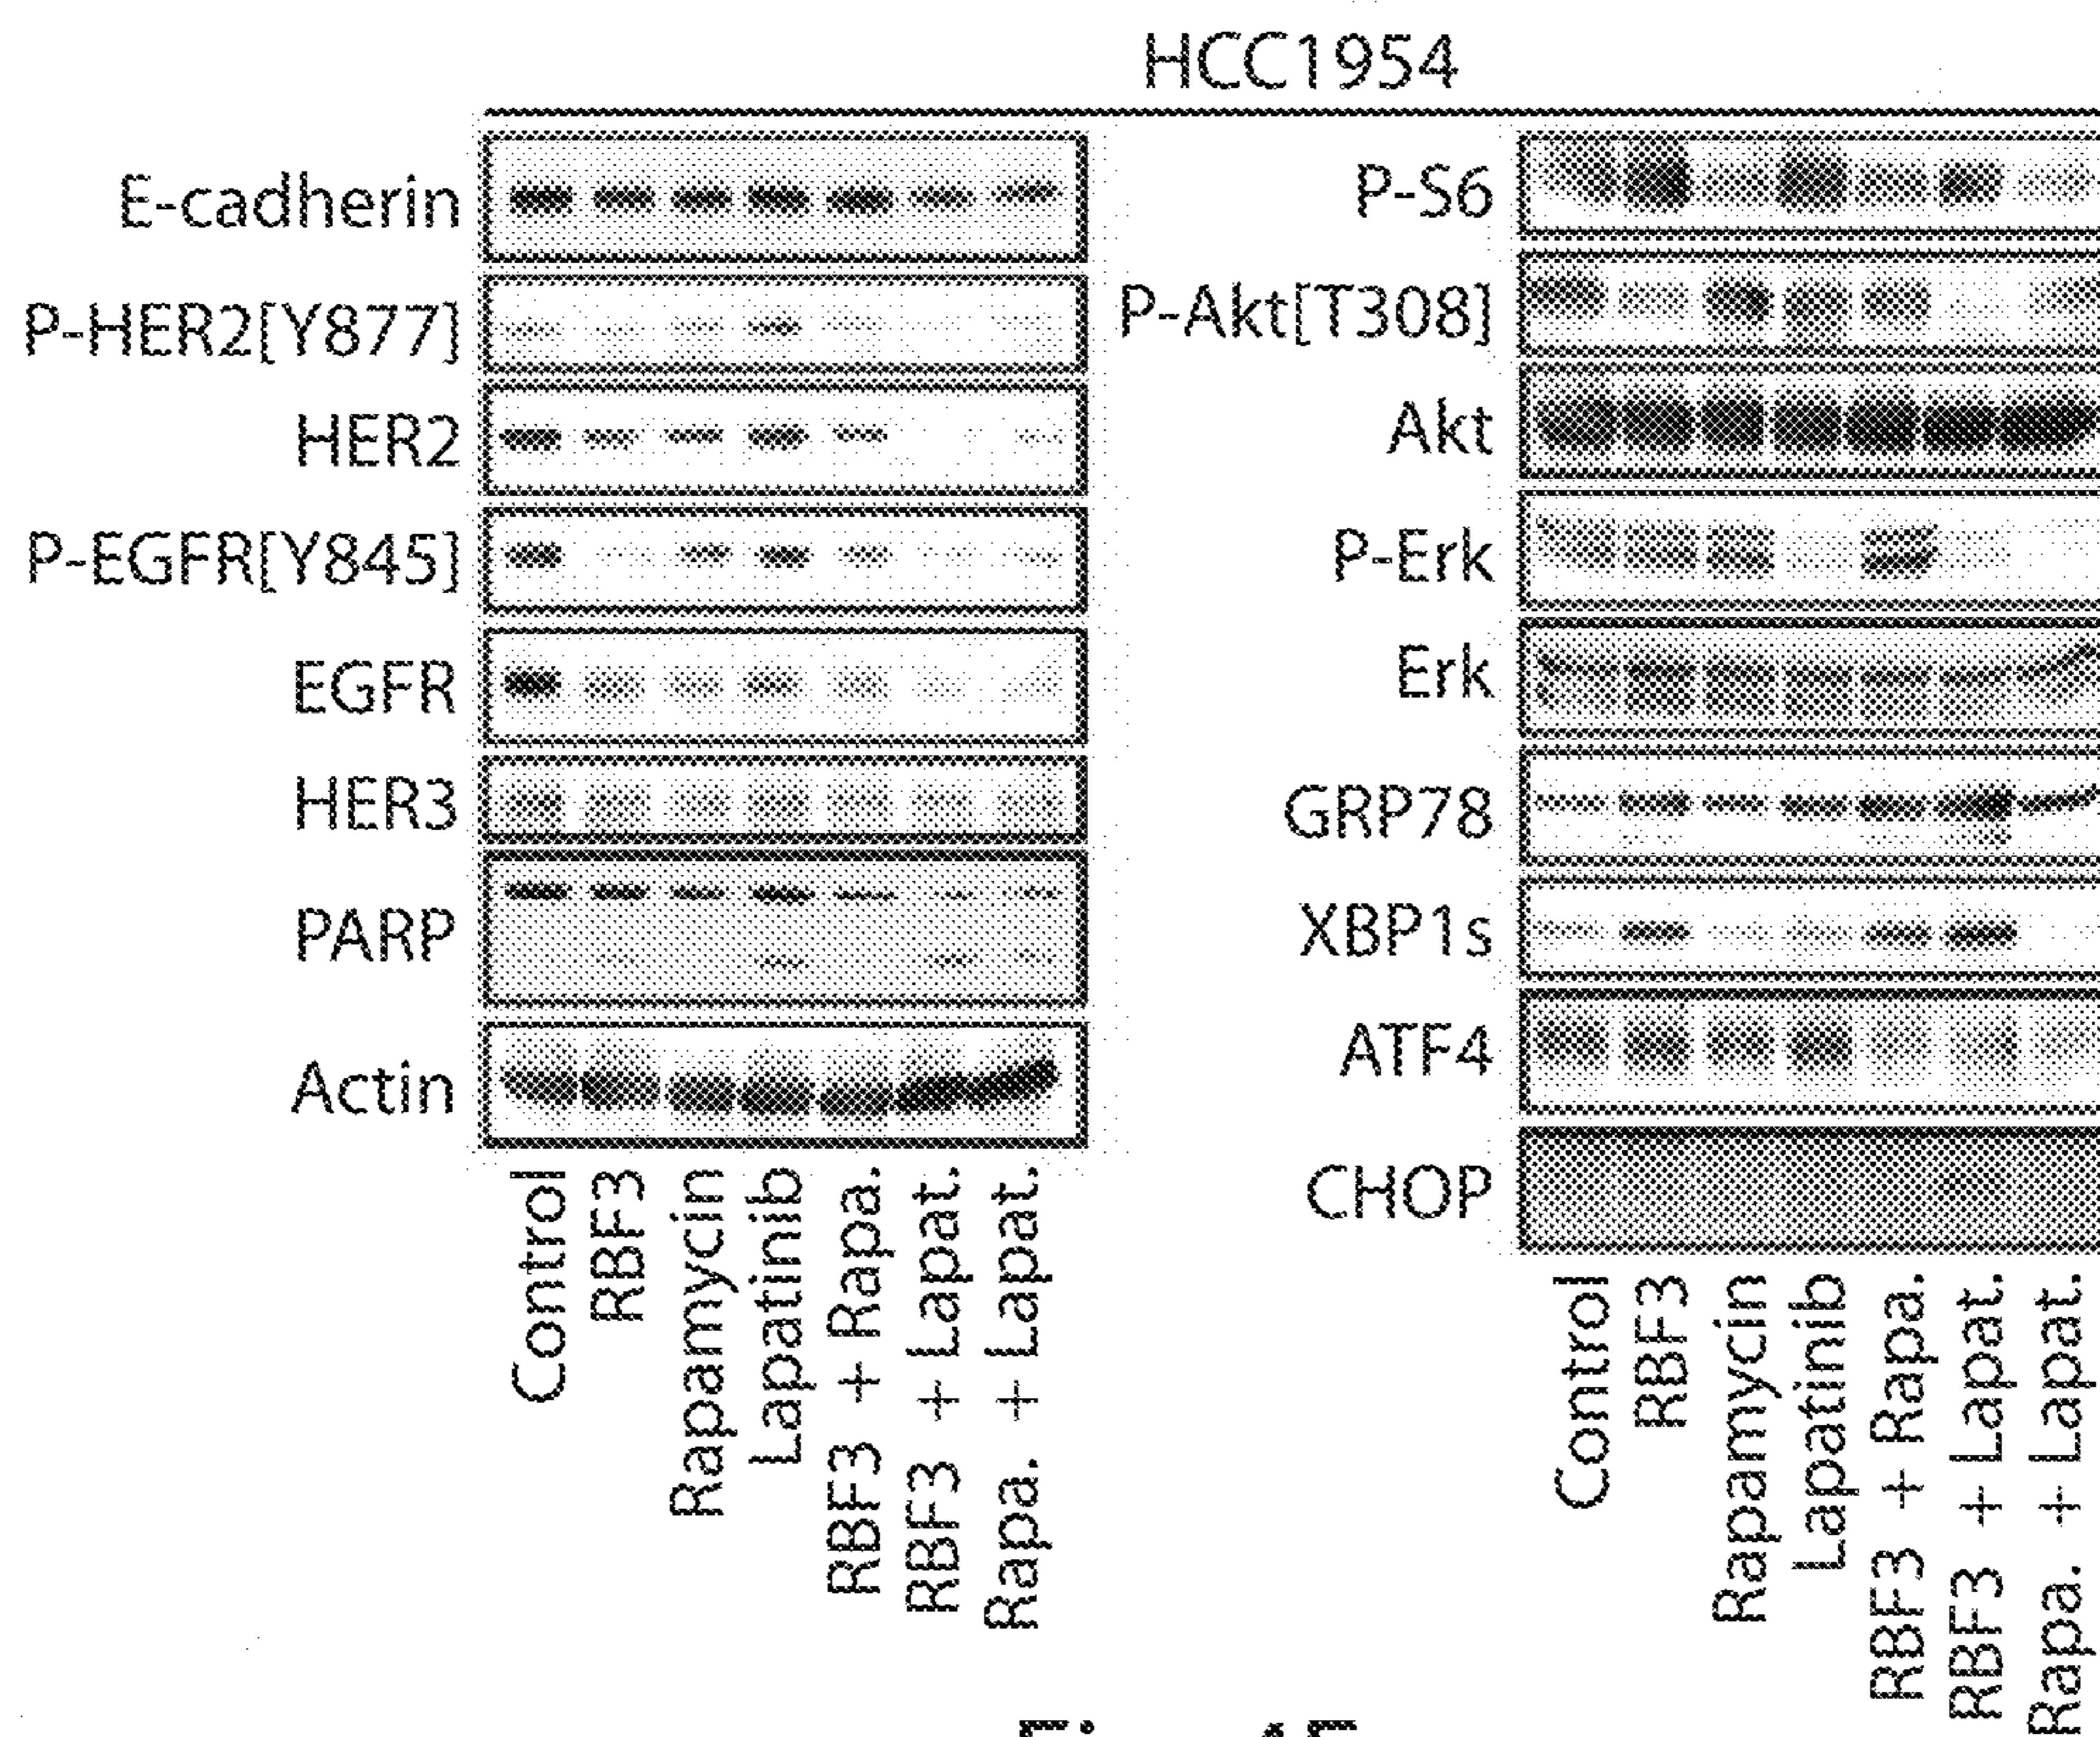 HCC1954
E-cadherin
P-HER2[Y877]
HER2
P-EGFR[Y845]
EGFR
HER3
PARP
Actin
Control
RBF3
Rapamycin
Lapatinib
RBF3 + Rapa.
RBF3 + Lapat.
Rapa. + Lapat.
P-S6
P-Akt[T308]
Akt
P-Erk
Erk
GRP78
XBP1s
ATF4
CHOP
Control
RBF3
Rapamycin
Lapatinib
RBF3 + Rapa.
RBF3 + Lapat.
Rapa. + Lapat.